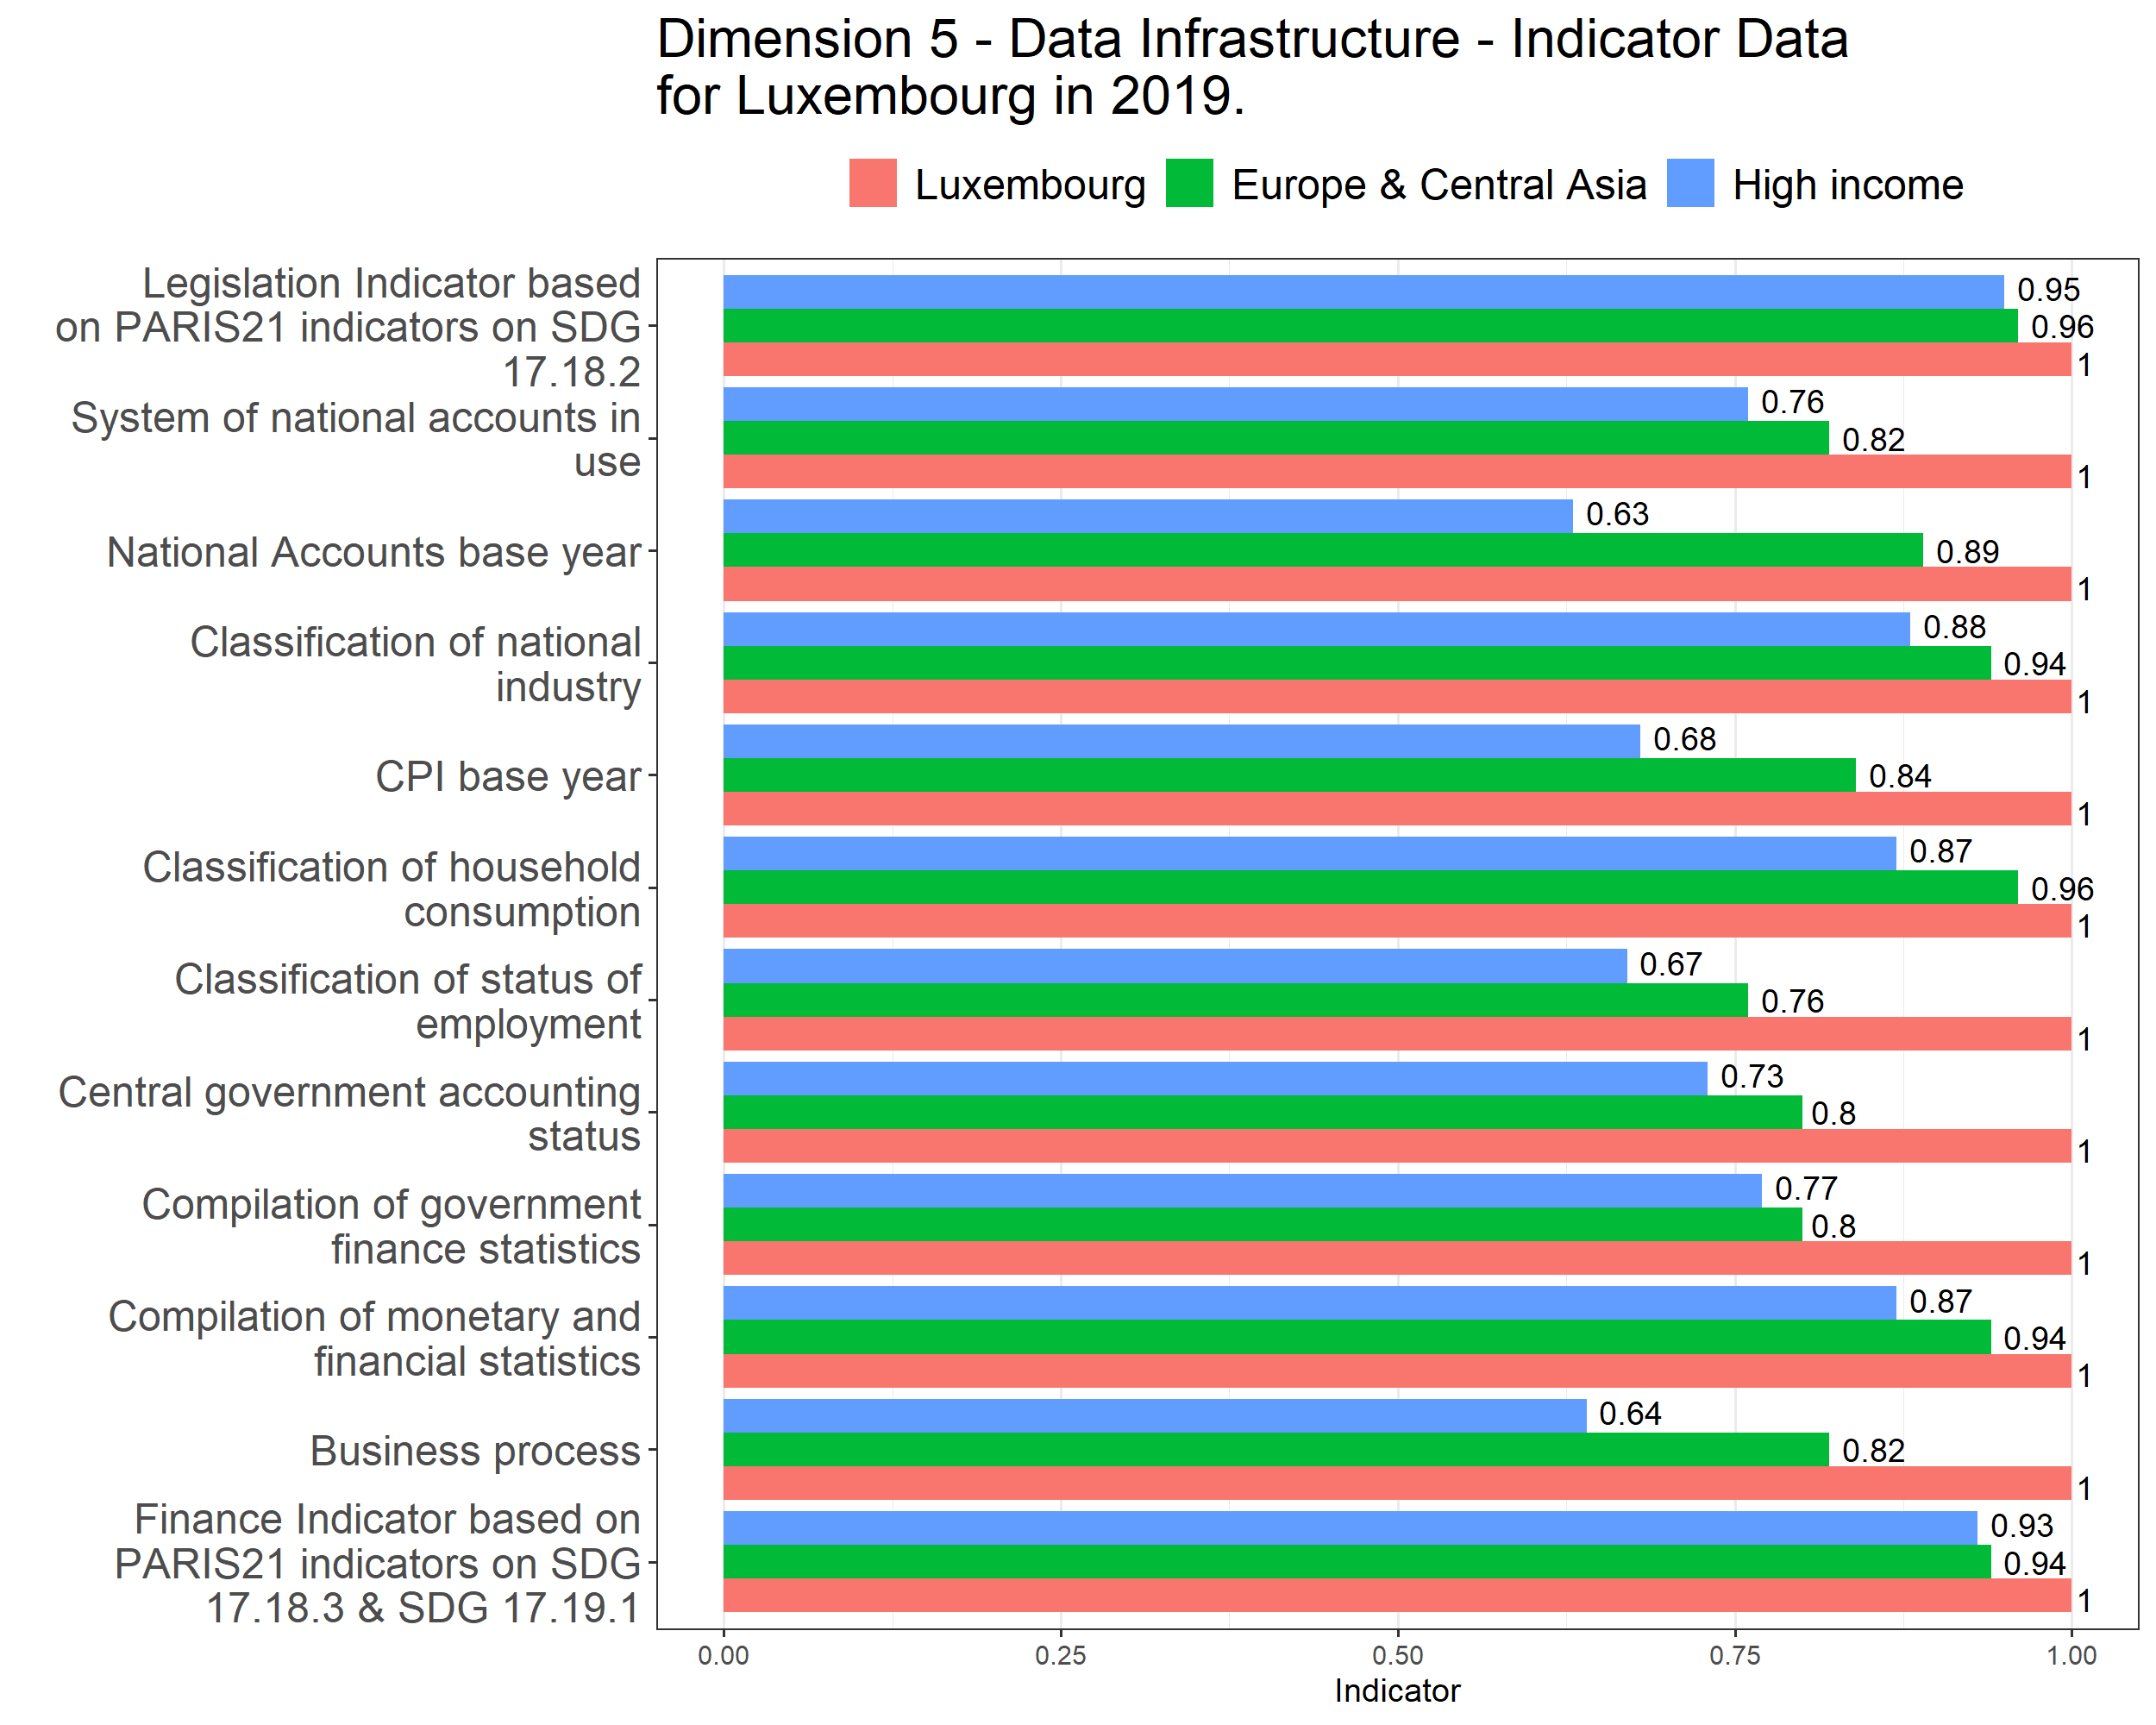 Dimension 5 - Data Infrastructure - Indicator Data
for Luxembourg in 2019.
Luxembourg Europe & Central Asia High income
Legislation Indicator based
on PARIS21 indicators on SDG
17.18.2
0.95
0.96
1
System of national accounts in
use
0.76
0.82
1
National Accounts base year
0.63
0.89
1
Classification of national
industry
0.88
0.94
1
CPI base year
0.68
0.84
1
Classification of household
consumption
0.87
0.96
1
Classification of status of
employment
0.67
0.76
1
Central government accounting
status
0.73
0.8
1
Compilation of government
finance statistics
0.77
0.8
1
Compilation of monetary and
financial statistics
0.87
0.94
1
Business process
0.64
0.82
1
Finance Indicator based on
PARIS21 indicators on SDG
17.18.3 & SDG 17.19.1
0.93
0.94
1
0.00 0.25 0.50 0.75 1.00
Indicator